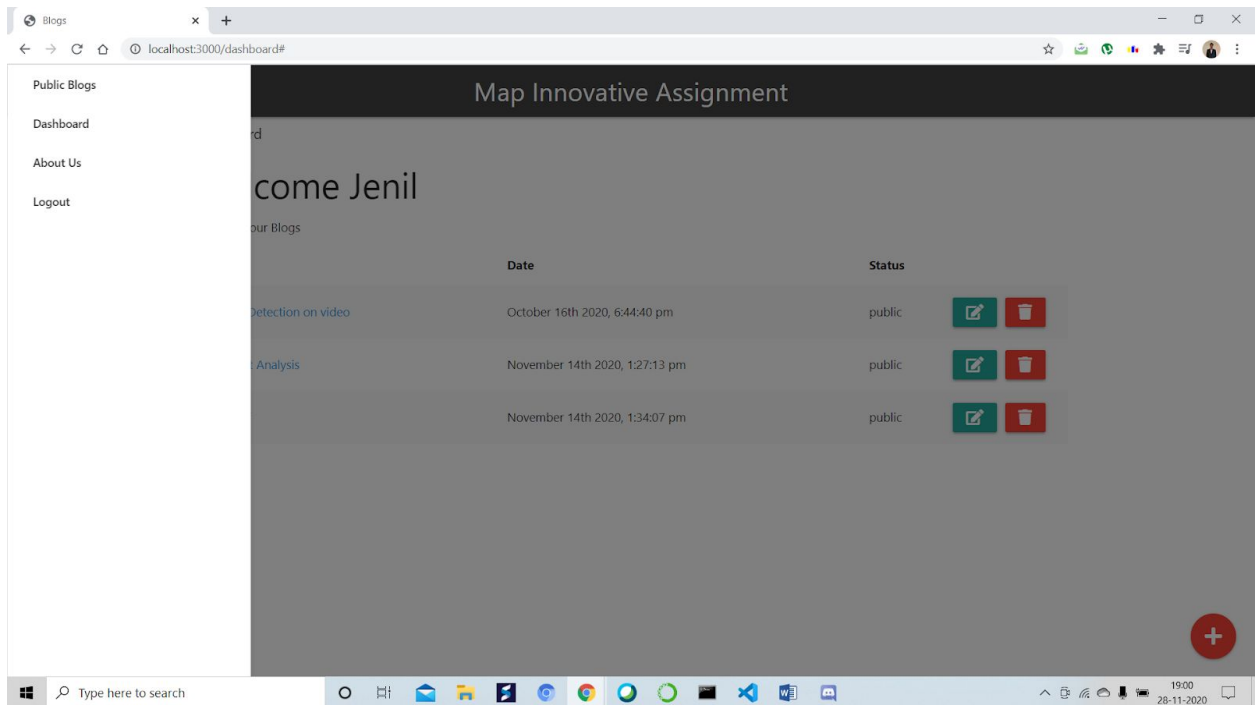 Blogs
localhost:3000/dashboard#
Public Blogs
Dashboard
About Us
Logout
Map Innovative Assignment
rd
come Jenil
our Blogs
Date Status
Detection on video October 16th 2020, 6:44:40 pm public
Analysis November 14th 2020, 1:27:13 pm public
November 14th 2020, 1:34:07 pm public
Type here to search
19:00
28-11-2020